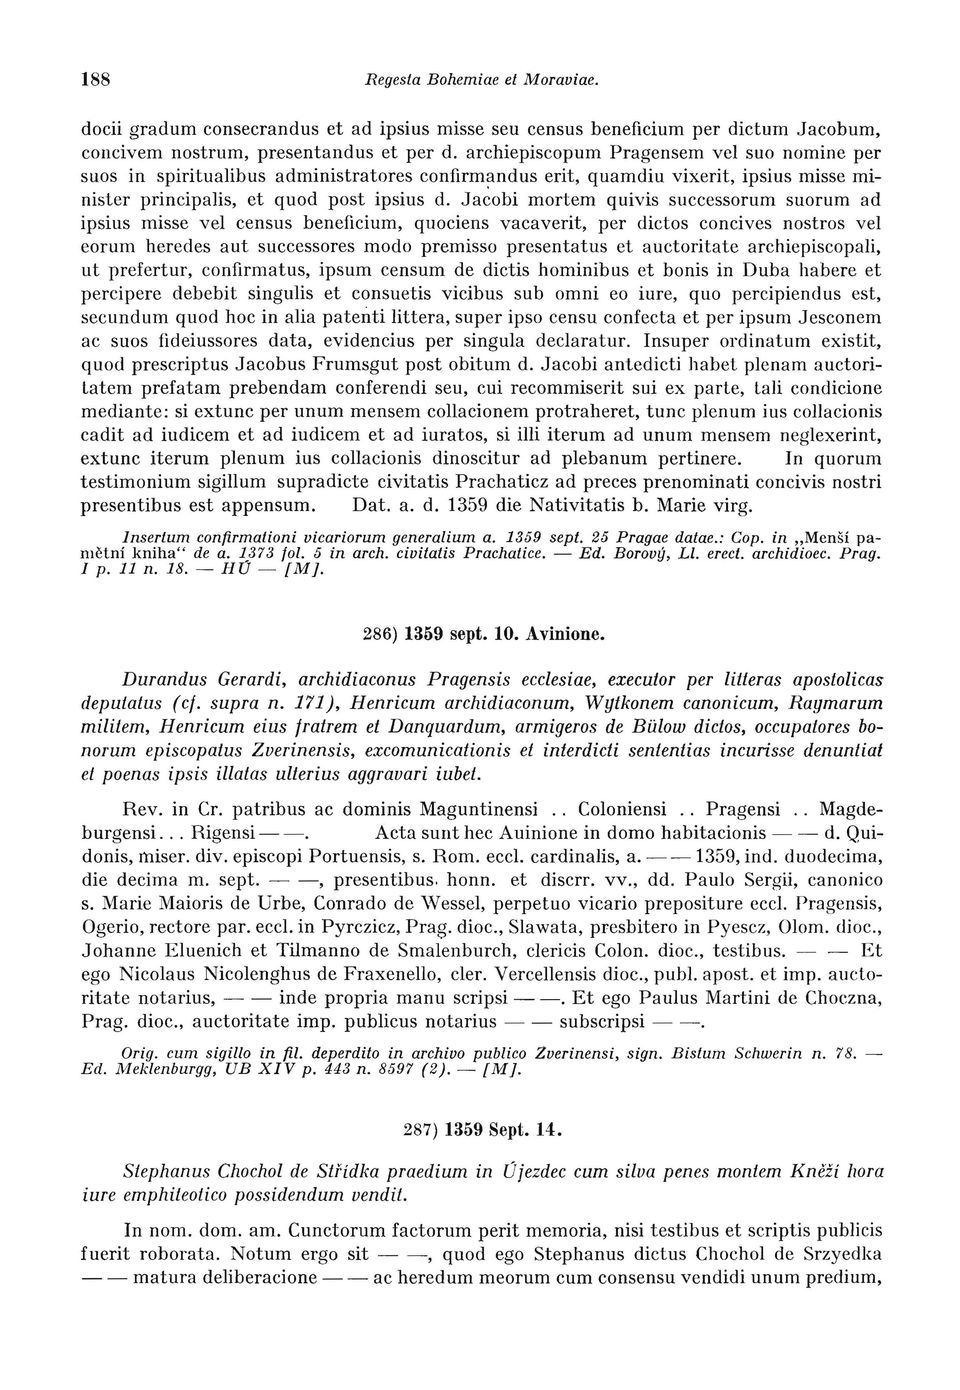 188 Regesta Bohemiae et Moraviae.
docii gradum consecrandus et ad ipsius misse seu census beneficium per dictum Jacobum,
concivem nostrum, presentandus et per d. archiepiscopum Pragensem vel suo nomine per
suos in spiritualibus administratores confirmandus erit, quamdiu vixerit, ipsius misse mi-
nister principalis, et quod post ipsius d. Jacobi mortem quivis successorum suorum ad
ipsius misse vel census beneficium, quociens vacaverit, per dictos concives nostros vel
eorum heredes aut successores modo premisso presentatus et auctoritate archiepiscopali,
ut prefertur, confirmatus, ipsum censum de dictis hominibus et bonis in Duba habere et
percipere debebit singulis et consuetis vicibus sub omni eo iure, quo percipiendus est,
secundum quod hoc in alia patenti littera, super ipso censu confecta et per ipsum Jesconem
ac suos fideiussores data, evidencius per singula declaratur. Insuper ordinatum existit,
quod prescriptus Jacobus Frumsgut post obitum d. Jacobi antedicti habet plenam auctori-
tatem prefatam prebendam conferendi seu, cui recommiserit sui ex parte, tali condicione
mediante: si extunc per unum mensem collacionem protraheret, tunc plenum ius collacionis
cadit ad iudicem et ad iudicem et ad iuratos, si illi iterum ad unum mensem neglexerint,
extunc iterum plenum ius collacionis dinoscitur ad plebanum pertinere. In quorum
testimonium sigillum supradicte civitatis Prachaticz ad preces prenominati concivis nostri
presentibus est appensum. Dat. a. d. 1359 die Nativitatis b. Marie virg.
Insertum confirmationi vicariorum generalium a. 1359 sept. 25 Pragae datae.: Cop. in „Menší pa-
mětní kniha“ de a. 1373 fol. 5 in arch. civitatis Prachatice. — Ed. Borový, Ll. erect. archidioec. Prag.
I p. 11 n. 18. — HÚ — [M].
286) 1359 sept. 10. Avinione.
Durandus Gerardi, archidiaconus Pragensis ecclesiae, executor per litteras apostolicas
deputatus (cf. supra n. 171), Henricum archidiaconum, Wytkonem canonicum, Raymarum
militem, Henricum eius fratrem et Danquardum, armigeros de Bülow dictos, occupatores bo-
norum episcopatus Zverinensis, excomunicationis et interdicti sententias incurisse denuntiat
et poenas ipsis illatas ulterius aggravari iubet.
Rev. in Cr. patribus ac dominis Maguntinensi .. Coloniensi .. Pragensi .. Magde-
burgensi... Rigensi — —. Acta sunt hec Auinione in domo habitacionis — — d. Qui-
donis, miser. div. episcopi Portuensis, s. Rom. eccl. cardinalis, a. — — 1359, ind. duodecima,
die decima m. sept. — —, presentibus. honn. et discrr. vv., dd. Paulo Sergii, canonico
s. Marie Maioris de Urbe, Conrado de Wessel, perpetuo vicario prepositure eccl. Pragensis,
Ogerio, rectore par. eccl. in Pyrczicz, Prag. dioc., Slawata, presbitero in Pyescz, Olom. dioc.,
Johanne Eluenich et Tilmanno de Smalenburch, clericis Colon. dioc., testibus. — — Et
ego Nicolaus Nicolenghus de Fraxenello, cler. Vercellensis dioc., publ. apost. et imp. aucto-
ritate notarius, — — inde propria manu scripsi — —. Et ego Paulus Martini de Choczna,
Prag. dioc., auctoritate imp. publicus notarius — — subscripsi — —.
Orig. cum sigillo in fil. deperdito in archivo publico Zverinensi, sign. Bistum Schwerin n. 78. —
Ed. Meklenburgg, UB XIV p. 443 n. 8597 (2). — [M].
287) 1359 Sept. 14.
Stephanus Chochol de Střídka praedium in Újezdec cum silva penes montem Kněží hora
iure emphiteotico possidendum vendit.
In nom. dom. am. Cunctorum factorum perit memoria, nisi testibus et scriptis publicis
fuerit roborata. Notum ergo sit — —, quod ego Stephanus dictus Chochol de Srzyedka
— — matura deliberacione — — ac heredum meorum cum consensu vendidi unum predium,